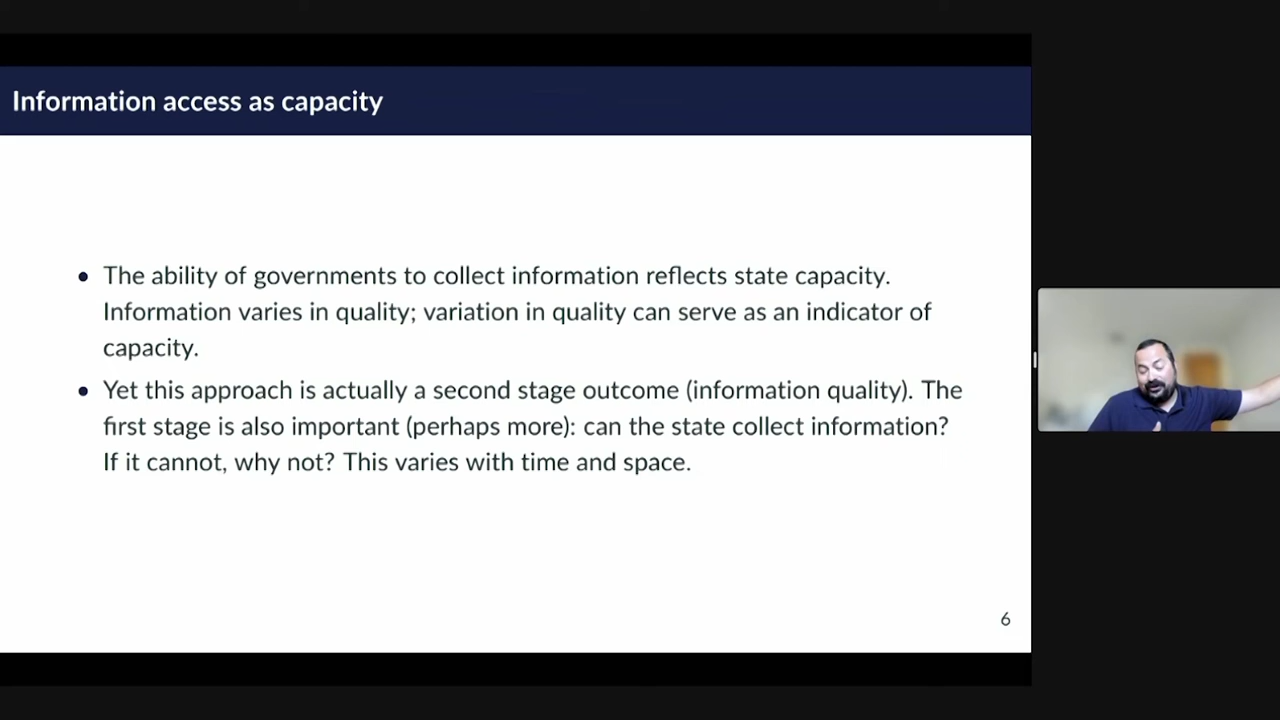 Information access as capacity
• The ability of governments to collect information reflects state capacity.
Information varies in quality; variation in quality can serve as an indicator of
capacity.
• Yet this approach is actually a second stage outcome (information quality). The
first stage is also important (perhaps more): can the state collect information?
If it cannot, why not? This varies with time and space.
6